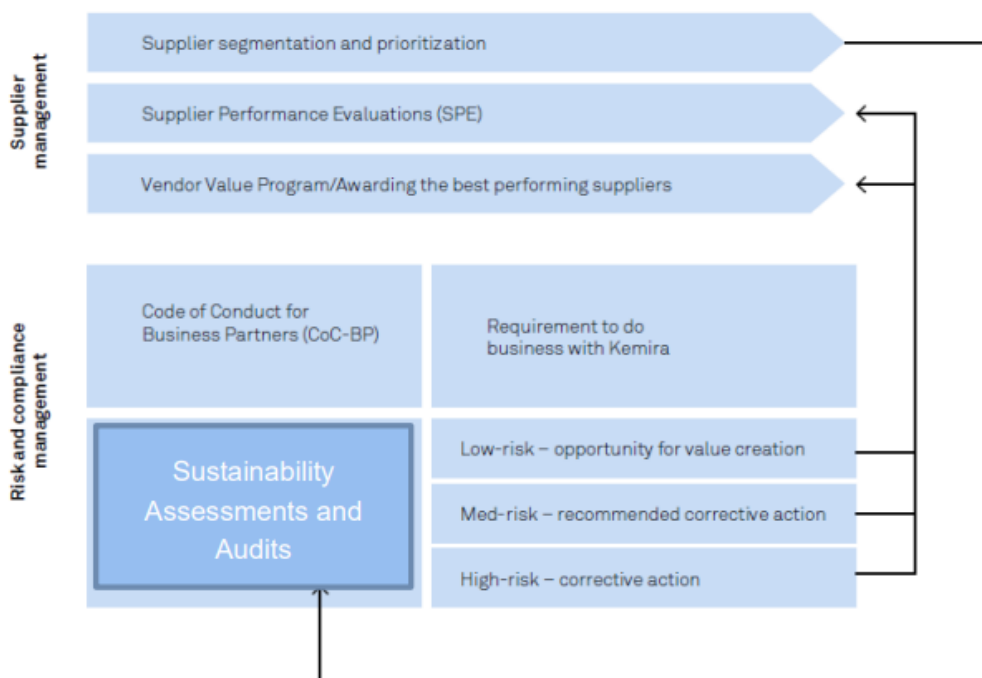 Supplier
management
Supplier segmentation and prioritization
Supplier Performance Evaluations (SPE)
Vendor Value Program/Awarding the best performing suppliers
Risk and compliance
management
Code of Conduct for
Business Partners (CoC-BP)
Requirement to do
business with Kemira
Sustainability
Assessments and
Audits
Low-risk – opportunity for value creation
Med-risk – recommended corrective action
High-risk – corrective action